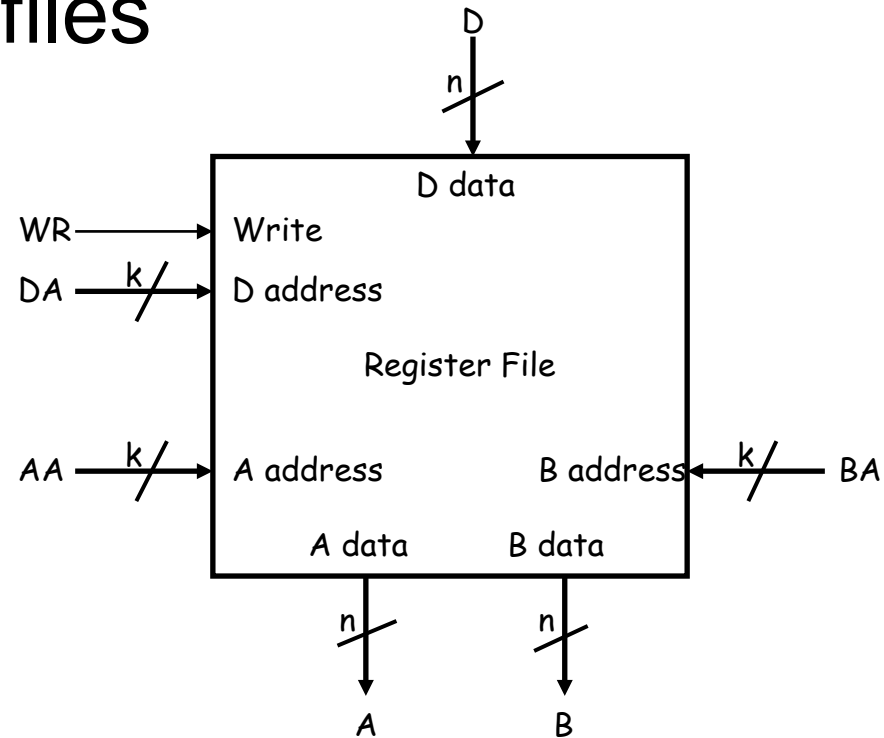 files
D
n
D data
WR
Write
k
DA
D address
Register File
k
AA
A address
B address
k
BA
A data
B data
n
n
A
B